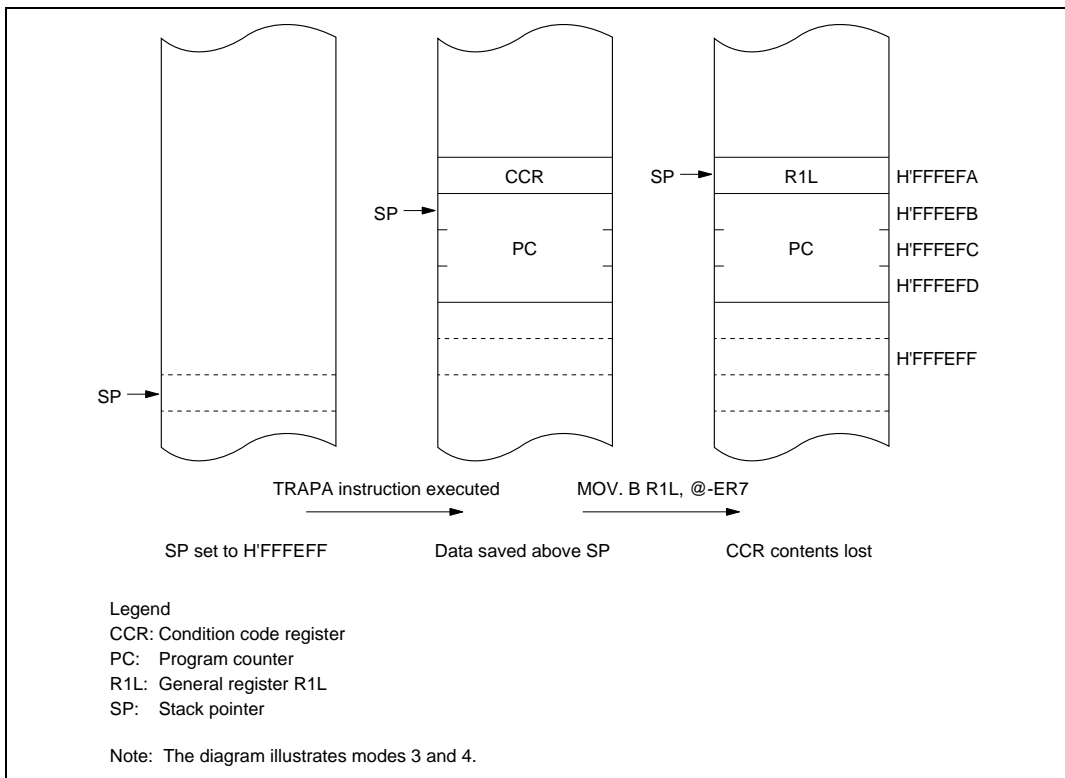 CCR
SP
R1L
H'FFFEFA
SP
H'FFFEFB
PC
PC
H'FFFEFC
H'FFFEFD
H'FFFEFF
SP
TRAPA instruction executed
MOV. B R1L, @-ER7
SP set to H'FFFEFF
Data saved above SP
CCR contents lost
Legend
CCR: Condition code register
PC: Program counter
R1L: General register R1L
SP: Stack pointer
Note: The diagram illustrates modes 3 and 4.